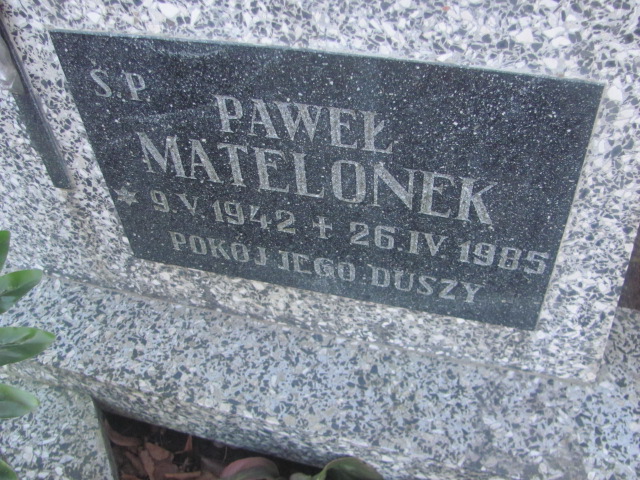 Ś.P.
PAWEŁ
MATELONEK
* 9.V.1942 + 26.IV.1985
POKÓJ JEGO DUSZY